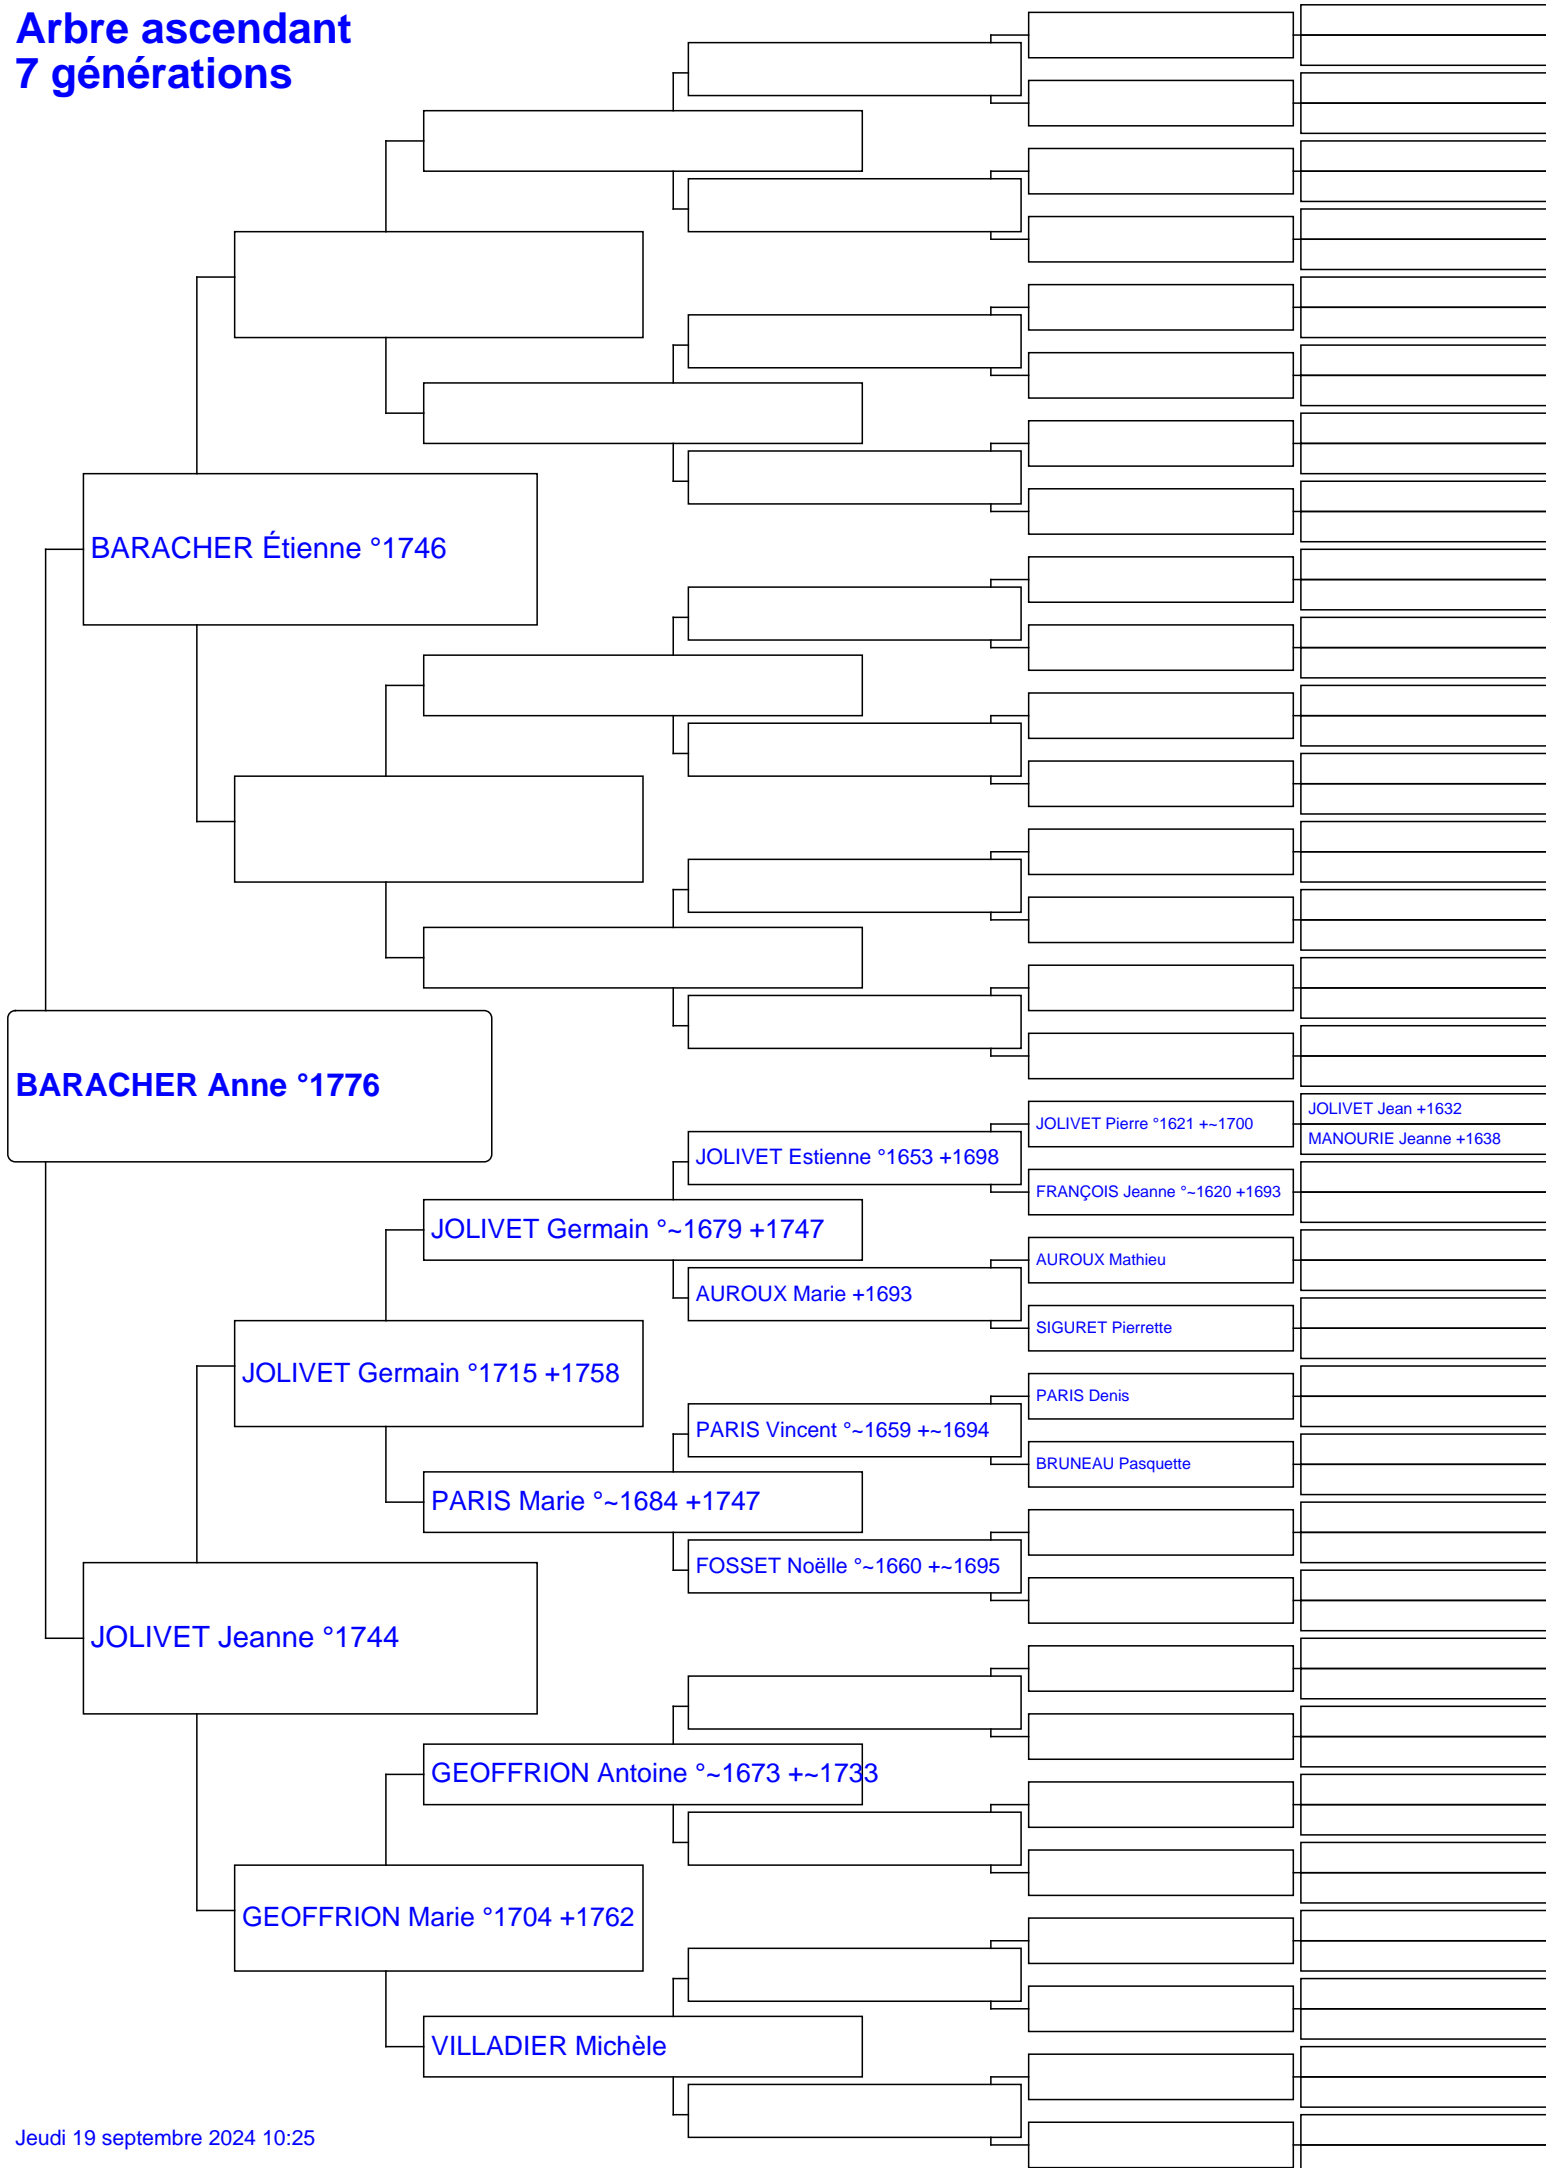 Arbre ascendant
7 générations
BARACHER Étienne °1746
BARACHER Anne °1776
JOLIVET Pierre °1621 +~1700
JOLIVET Jean +1632
MANOURIE Jeanne +1638
JOLIVET Estienne °1653 +1698
FRANÇOIS Jeanne °~1620 +1693
JOLIVET Germain °~1679 +1747
AUROUX Mathieu
AUROUX Marie +1693
SIGURET Pierrette
JOLIVET Germain °1715 +1758
PARIS Denis
PARIS Vincent °~1659 +~1694
BRUNEAU Pasquette
PARIS Marie °~1684 +1747
FOSSET Noëlle °~1660 +~1695
JOLIVET Jeanne °1744
GEOFFRION Antoine °~1673 +~1733
GEOFFRION Marie °1704 +1762
VILLADIER Michèle
Jeudi 19 septembre 2024 10:25